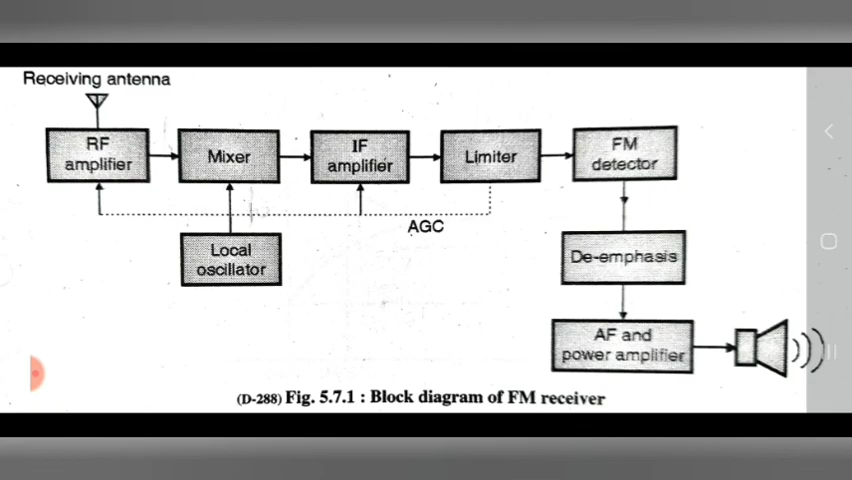 Receiving antenna
RF
amplifier
Mixer
IF
amplifier
Limiter
FM
detector
AGC
Local
oscillator
De-emphasis
AF and
power amplifier
(D-288) Fig. 5.7.1 : Block diagram of FM receiver